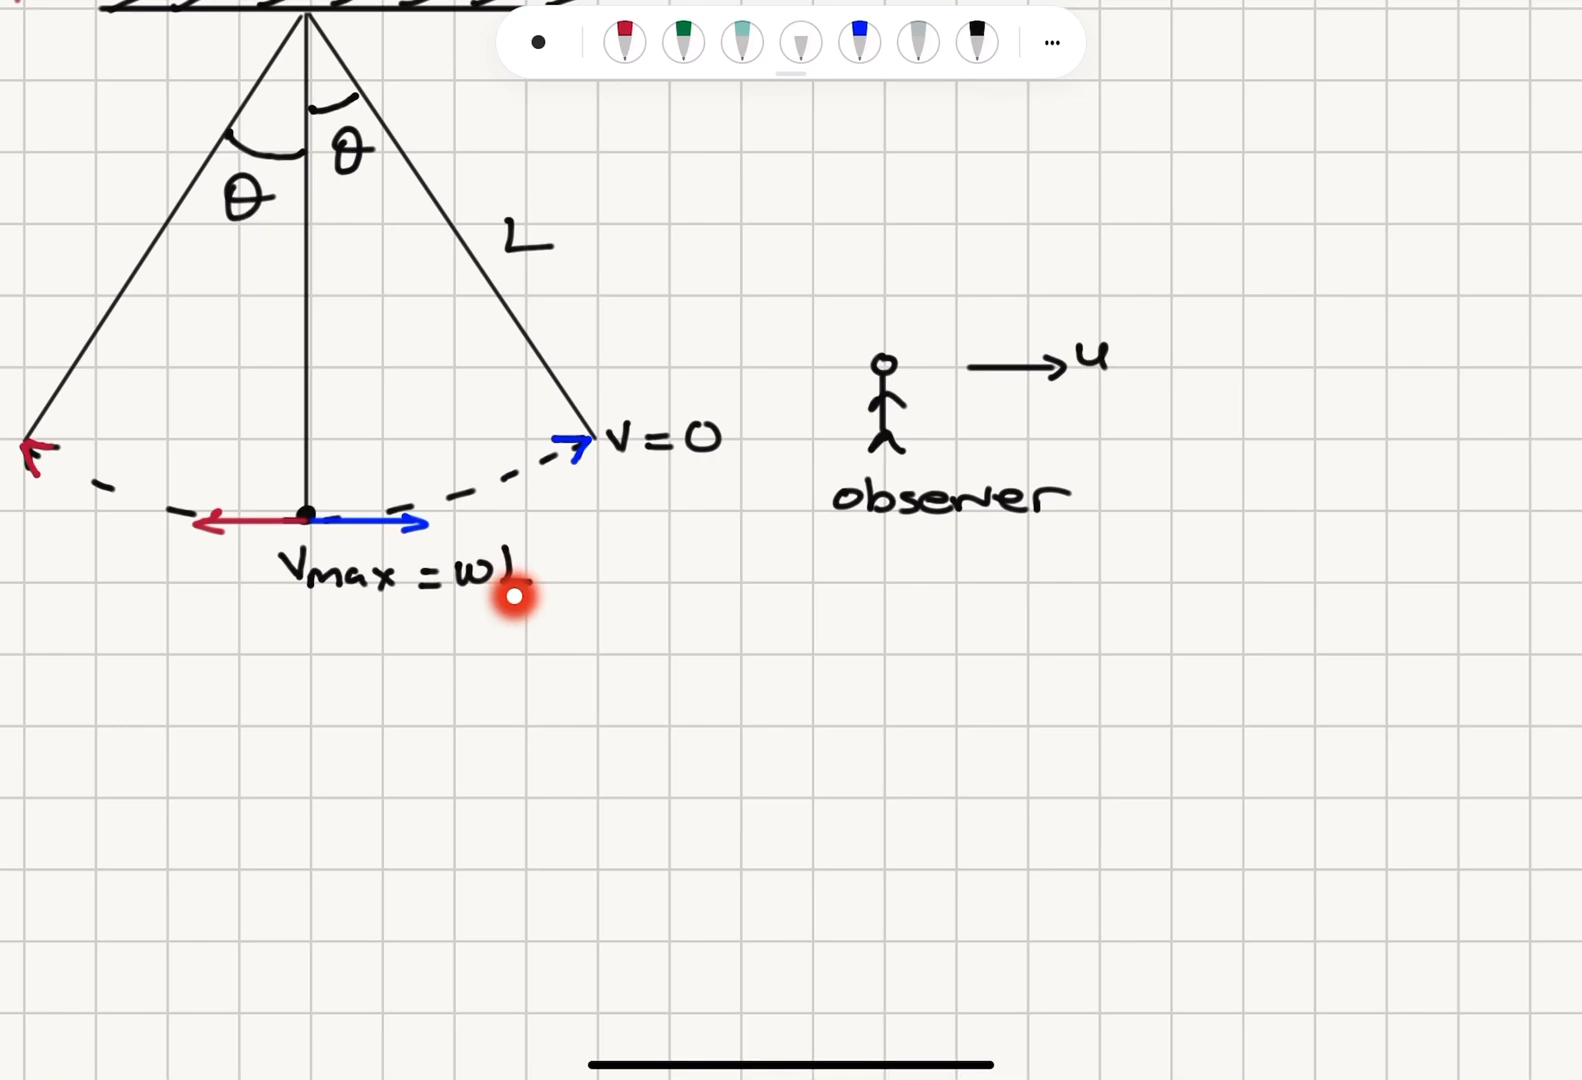 θ
θ
L
u
v = 0
observer
Vmax = ωL